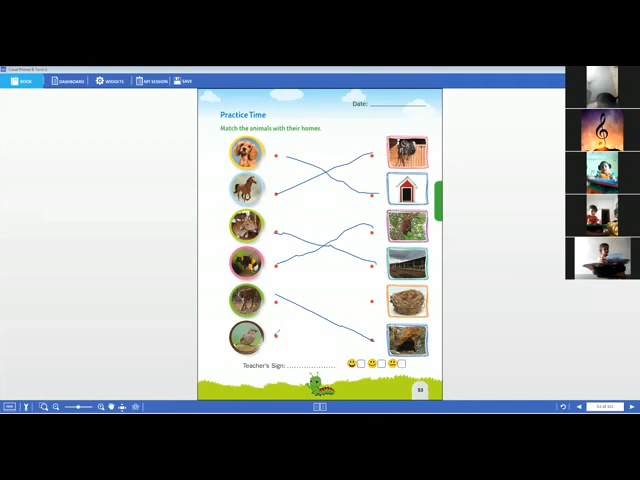 BOOK
DASHBOARD
WIDGETS
MY SESSION
SAVE
Date:
Practice Time
Match the animals with their homes.
Teacher's Sign:
53